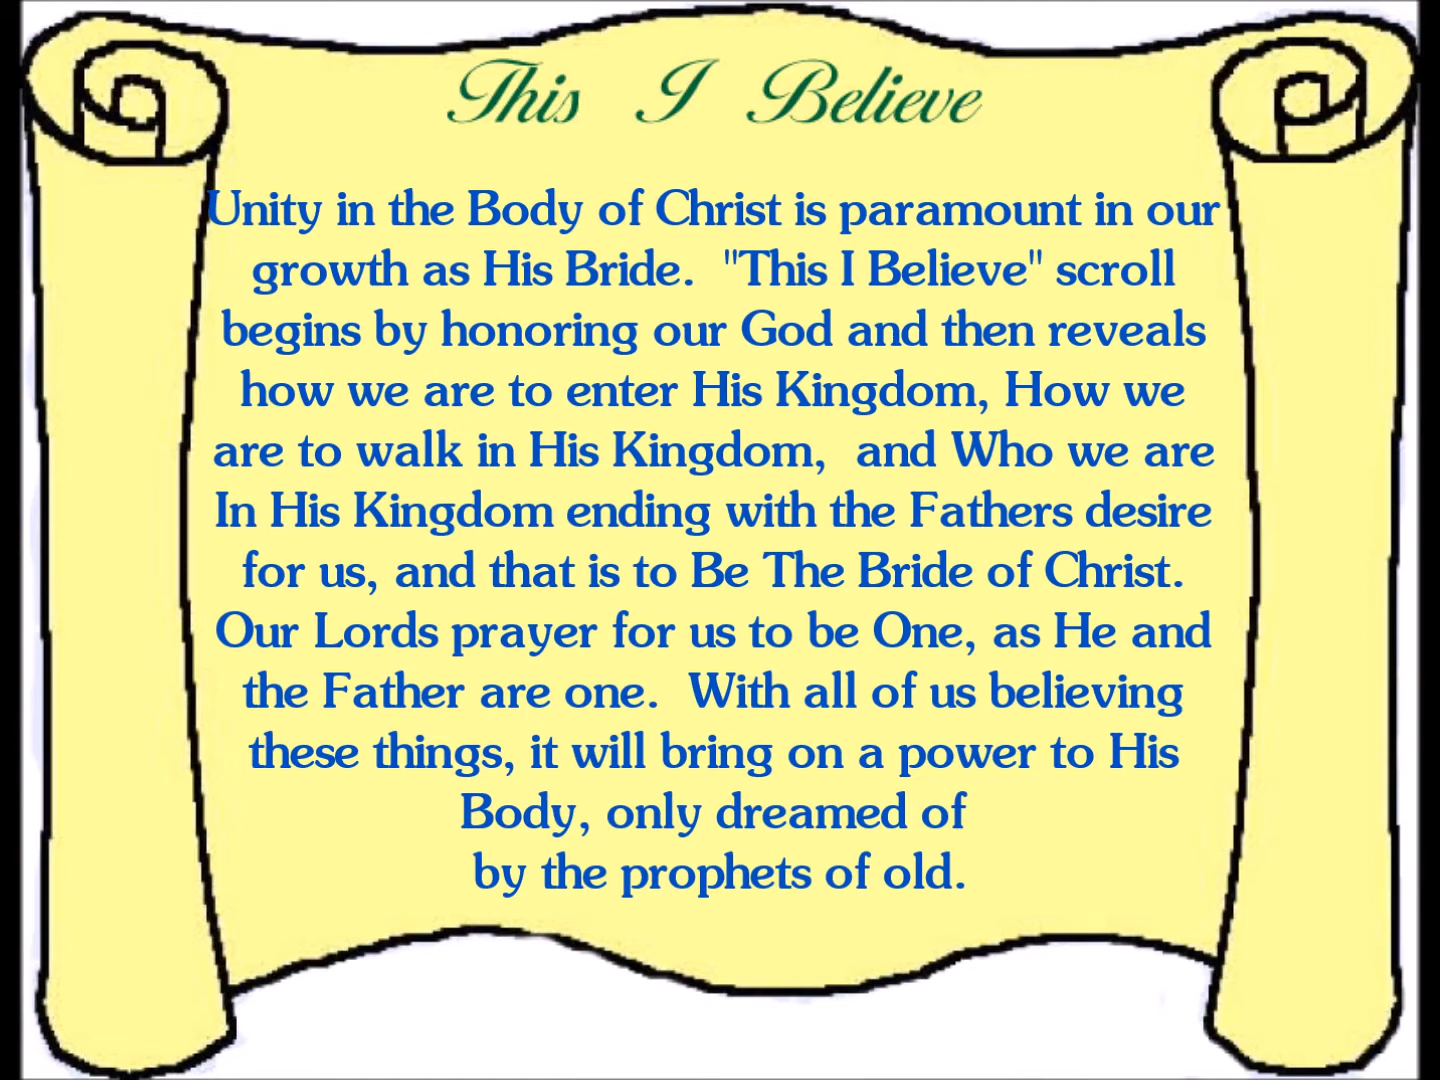 This I Believe
Unity in the Body of Christ is paramount in our
growth as His Bride.  "This I Believe" scroll
begins by honoring our God and then reveals
how we are to enter His Kingdom, How we
are to walk in His Kingdom,  and Who we are
In His Kingdom ending with the Fathers desire
for us, and that is to Be The Bride of Christ.
Our Lords prayer for us to be One, as He and
the Father are one.  With all of us believing
these things, it will bring on a power to His
Body, only dreamed of
by the prophets of old.